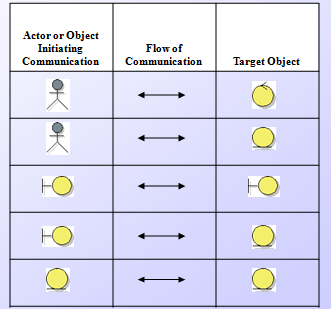 Actor or Object
Initiating
Communication
Flow of
Communication
Target Object